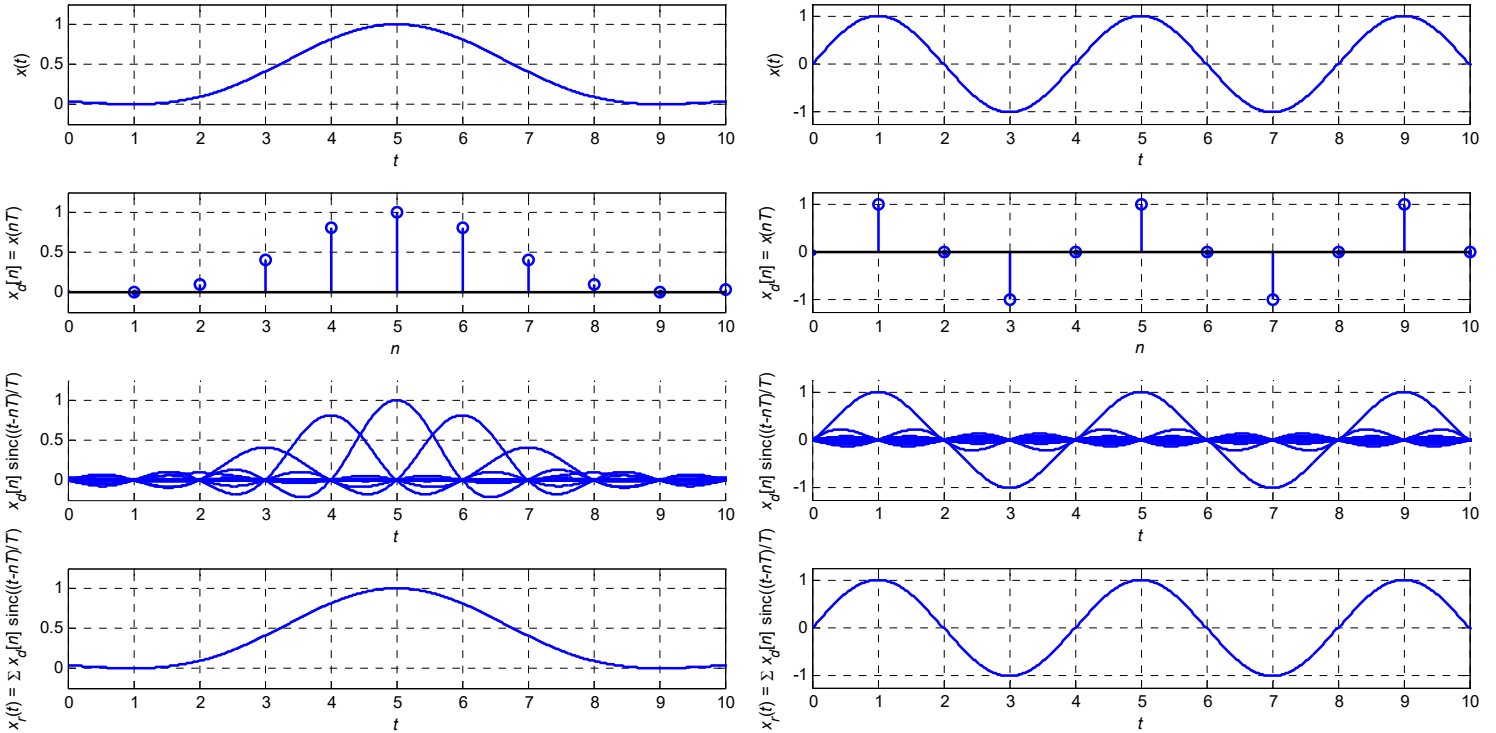 x(t)
1
0.5
0
0 1 2 3 4 5 6 7 8 9 10
t
x(t)
1
0
-1
0 1 2 3 4 5 6 7 8 9 10
t
x_d[n] = x(nT)
1
0.5
0
0 1 2 3 4 5 6 7 8 9 10
n
x_d[n] = x(nT)
1
0
-1
0 1 2 3 4 5 6 7 8 9 10
n
x_d[n] sinc((t-nT)/T)
1
0.5
0
0 1 2 3 4 5 6 7 8 9 10
t
x_d[n] sinc((t-nT)/T)
1
0
-1
0 1 2 3 4 5 6 7 8 9 10
t
x_r(t) = Σ x_d[n] sinc((t-nT)/T)
1
0.5
0
0 1 2 3 4 5 6 7 8 9 10
t
x_r(t) = Σ x_d[n] sinc((t-nT)/T)
1
0
-1
0 1 2 3 4 5 6 7 8 9 10
t